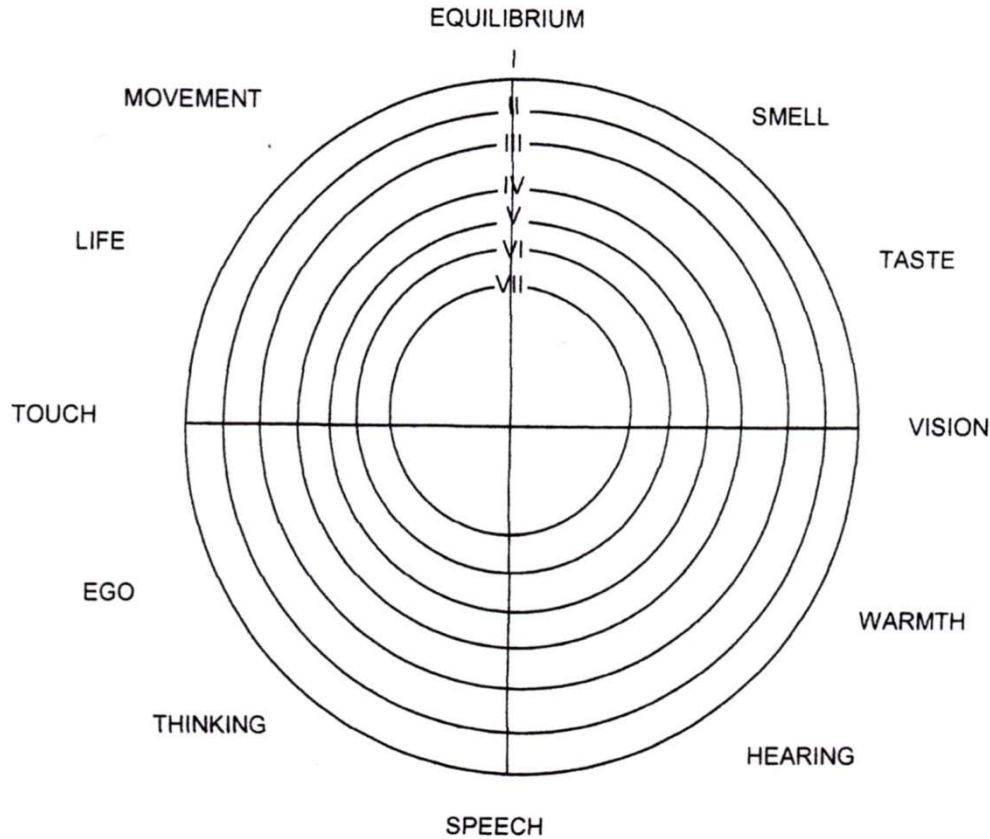 EQUILIBRIUM
I
MOVEMENT
SMELL
II
III
IV
LIFE
V
VI
TASTE
VII
TOUCH
VISION
EGO
WARMTH
THINKING
HEARING
SPEECH